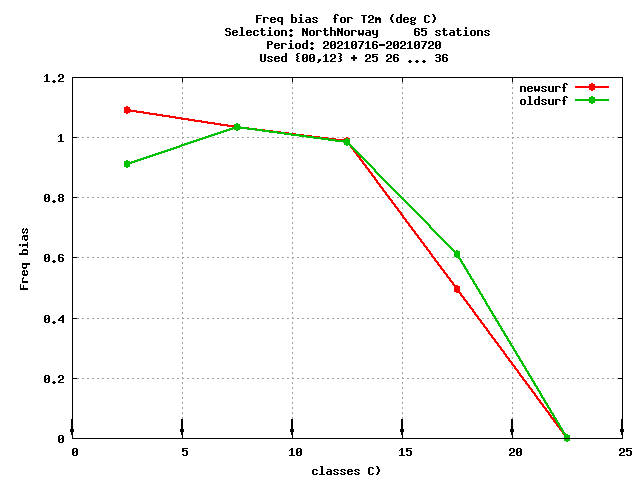 Freq bias  for T2m (deg C)
Selection: NorthNorway     65 stations
Period: 20210716-20210720
Used {00,12} + 25 26 ... 36
newsurf
oldsurf
1.2
1
0.8
0.6
0.4
0.2
0
Freq bias
0 5 10 15 20 25
classes C)